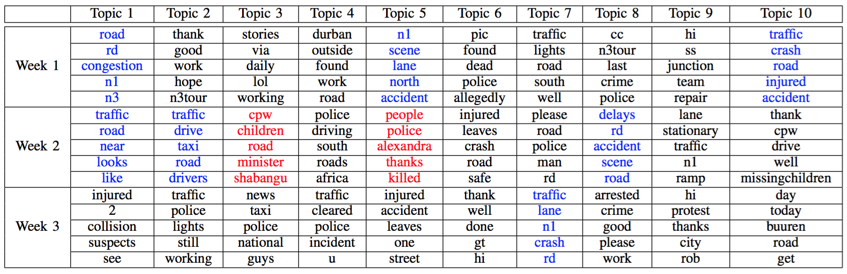 Topic 1 Topic 2 Topic 3 Topic 4 Topic 5 Topic 6 Topic 7 Topic 8 Topic 9 Topic 10
road thank stories durban n1 pic traffic cc hi traffic
rd good via outside scene found lights n3tour ss crash
Week 1 congestion work daily found lane dead road last junction road
n1 hope lol work north police south crime team injured
n3 n3tour working road accident allegedly well police repair accident
traffic traffic cpw police people injured please delays lane thank
road drive children driving police leaves road rd stationary cpw
Week 2 near taxi road south alexandra crash police accident traffic drive
looks road minister roads thanks road man scene n1 well
like drivers shabangu africa killed safe rd road ramp missingchildren
injured traffic news traffic injured thank traffic arrested hi day
2 police taxi cleared accident well lane crime protest today
Week 3 collision lights police police leaves done n1 good thanks buuren
suspects still national incident one gt crash please city road
see working guys u street hi rd work rob get